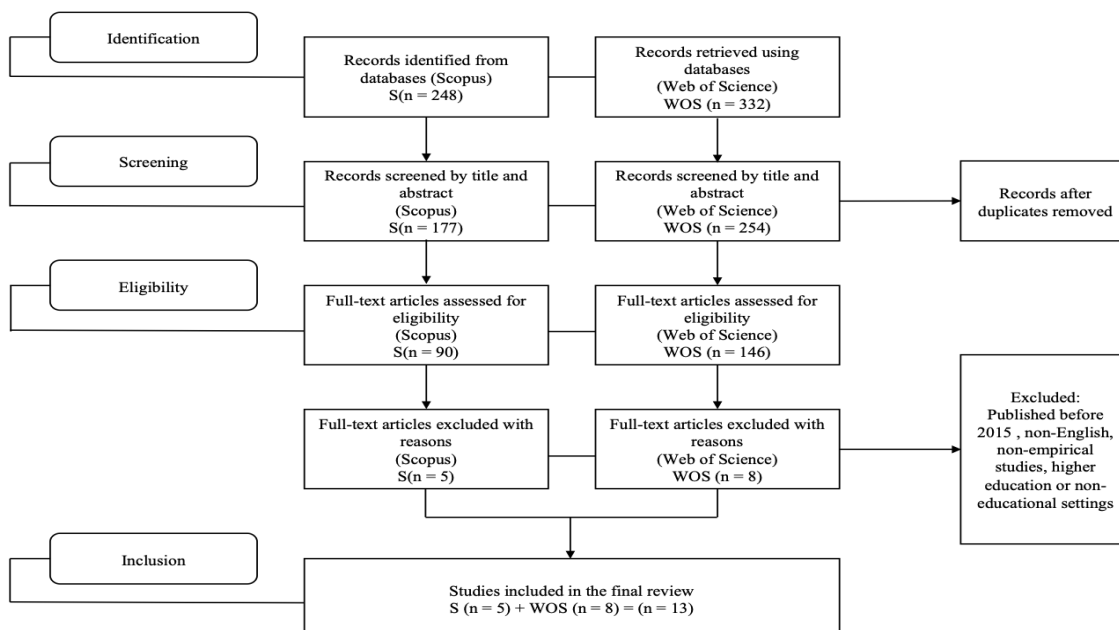 Identification
Records identified from
databases (Scopus)
S(n = 248)
Records retrieved using
databases
(Web of Science)
WOS (n = 332)
Screening
Records screened by title and
abstract
(Scopus)
S(n = 177)
Records screened by title and
abstract
(Web of Science)
WOS (n = 254)
Records after
duplicates removed
Eligibility
Full-text articles assessed for
eligibility
(Scopus)
S(n = 90)
Full-text articles assessed for
eligibility
(Web of Science)
WOS (n = 146)
Full-text articles excluded with
reasons
(Scopus)
S(n = 5)
Full-text articles excluded with
reasons
(Web of Science)
WOS (n = 8)
Excluded:
Published before
2015 , non-English,
non-empirical
studies, higher
education or non-
educational settings
Inclusion
Studies included in the final review
S (n = 5) + WOS (n = 8) = (n = 13)